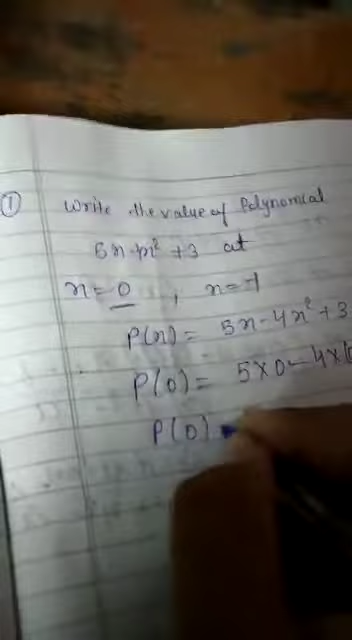 ① Write the value of Polynomial
5x-4x² +3 at
x=0 , x=-1
P(x)= 5x-4x²+3
P(0)= 5×0-4×(0
P(0)